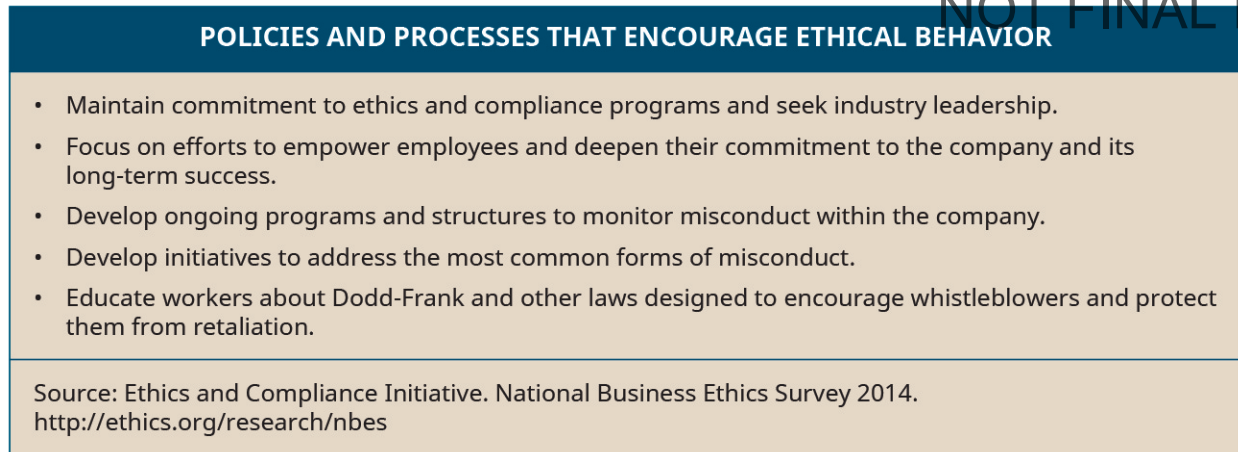 NOT FINAL
POLICIES AND PROCESSES THAT ENCOURAGE ETHICAL BEHAVIOR
• Maintain commitment to ethics and compliance programs and seek industry leadership.
• Focus on efforts to empower employees and deepen their commitment to the company and its
long-term success.
• Develop ongoing programs and structures to monitor misconduct within the company.
• Develop initiatives to address the most common forms of misconduct.
• Educate workers about Dodd-Frank and other laws designed to encourage whistleblowers and protect
them from retaliation.
Source: Ethics and Compliance Initiative. National Business Ethics Survey 2014.
http://ethics.org/research/nbes